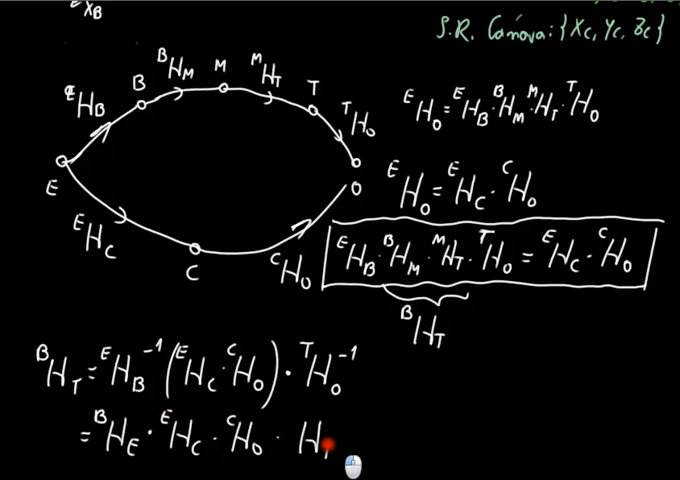 ᴱXB
S.R. Cámara: {Xc, Yc, Zc}
ᴱHB
B
ᴮHM
M
ᴹHT
T
ᵀHO
E
O
ᴱHC
C
ᶜHO
ᴱHO = ᴱHB · ᴮHM · ᴹHT · ᵀHO
ᴱHO = ᴱHC · ᶜHO
ᴱHB · ᴮHM · ᴹHT · ᵀHO = ᴱHC · ᶜHO
ᴮHT
ᴮHT = ᴱHB⁻¹ (ᴱHC · ᶜHO) · ᵀHO⁻¹
= ᴮHE · ᴱHC · ᶜHO · H